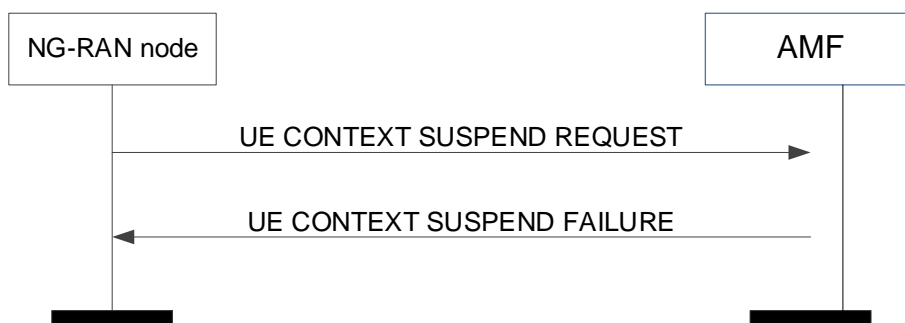 NG-RAN node
AMF
UE CONTEXT SUSPEND REQUEST
UE CONTEXT SUSPEND FAILURE